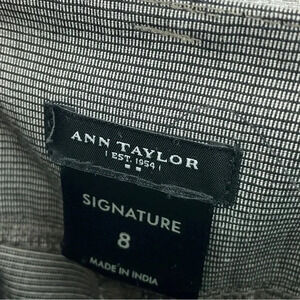 ANN TAYLOR
EST. 1954
SIGNATURE
8
MADE IN INDIA